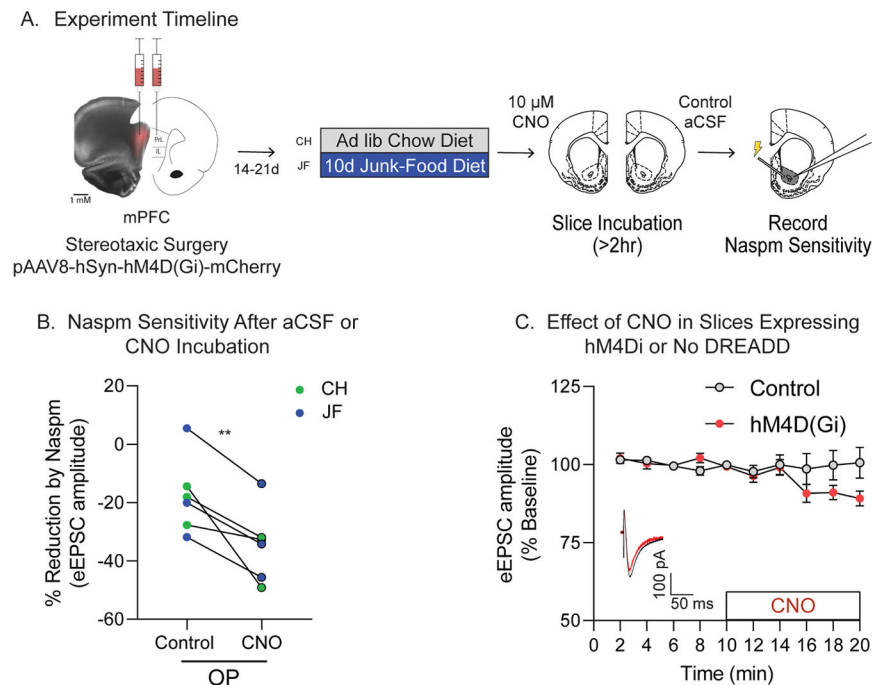 A. Experiment Timeline
PrL
IL
1 mM
mPFC
Stereotaxic Surgery
pAAV8-hSyn-hM4D(Gi)-mCherry
14-21d
CH
Ad lib Chow Diet
JF
10d Junk-Food Diet
10 µM
CNO
Slice Incubation
(>2hr)
Control
aCSF
Record
Naspm Sensitivity
B. Naspm Sensitivity After aCSF or
CNO Incubation
% Reduction by Naspm
(eEPSC amplitude)
20
0
-20
-40
-60
**
CH
JF
Control
CNO
OP
C. Effect of CNO in Slices Expressing
hM4Di or No DREADD
eEPSC amplitude
(% Baseline)
125
100
75
50
Control
hM4D(Gi)
100 pA
50 ms
CNO
0 2 4 6 8 10 12 14 16 18 20
Time (min)